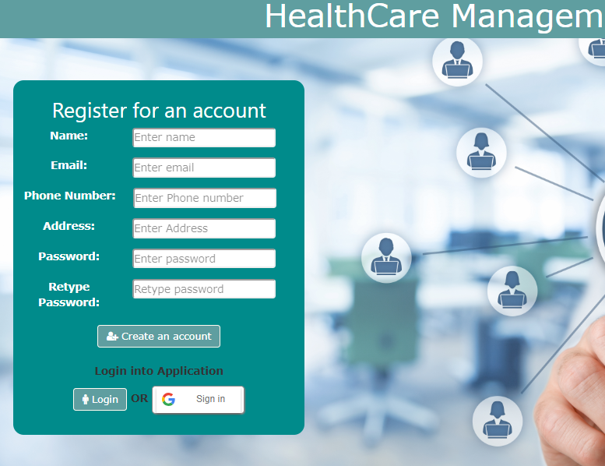 HealthCare Managem
Register for an account
Name: Enter name
Email: Enter email
Phone Number: Enter Phone number
Address: Enter Address
Password: Enter password
Retype
Password: Retype password
Create an account
Login into Application
Login OR Sign in